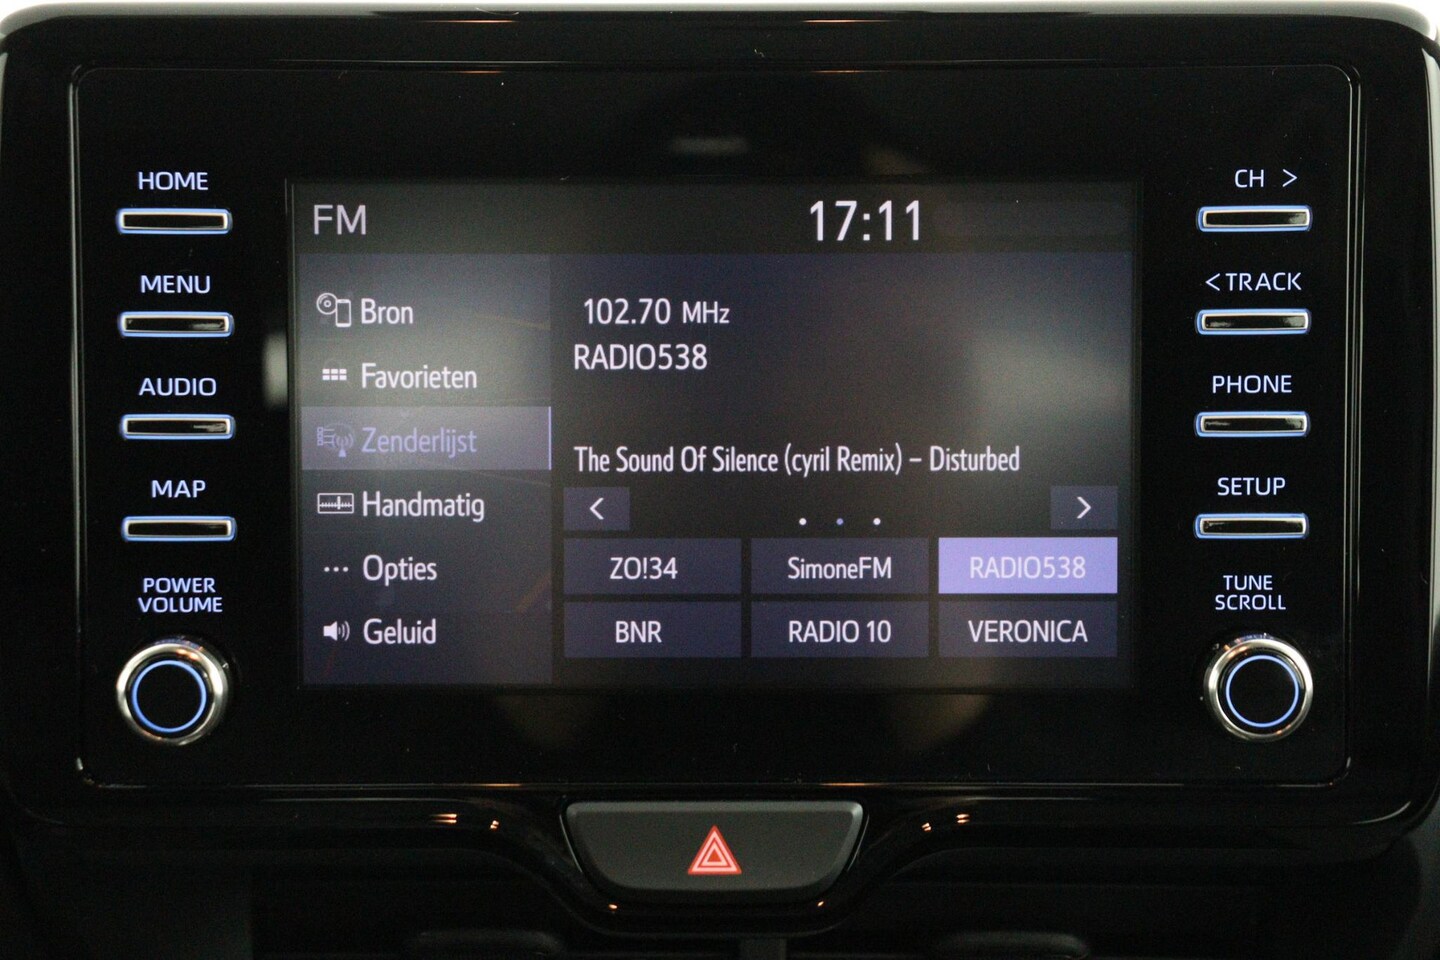 HOME
MENU
AUDIO
MAP
POWER
VOLUME
FM
17:11
Bron
Favorieten
Zenderlijst
Handmatig
Opties
Geluid
102.70 MHz
RADIO538
The Sound Of Silence (cyril Remix) – Disturbed
< >
ZO!34 SimoneFM RADIO538
BNR RADIO 10 VERONICA
CH >
< TRACK
PHONE
SETUP
TUNE
SCROLL